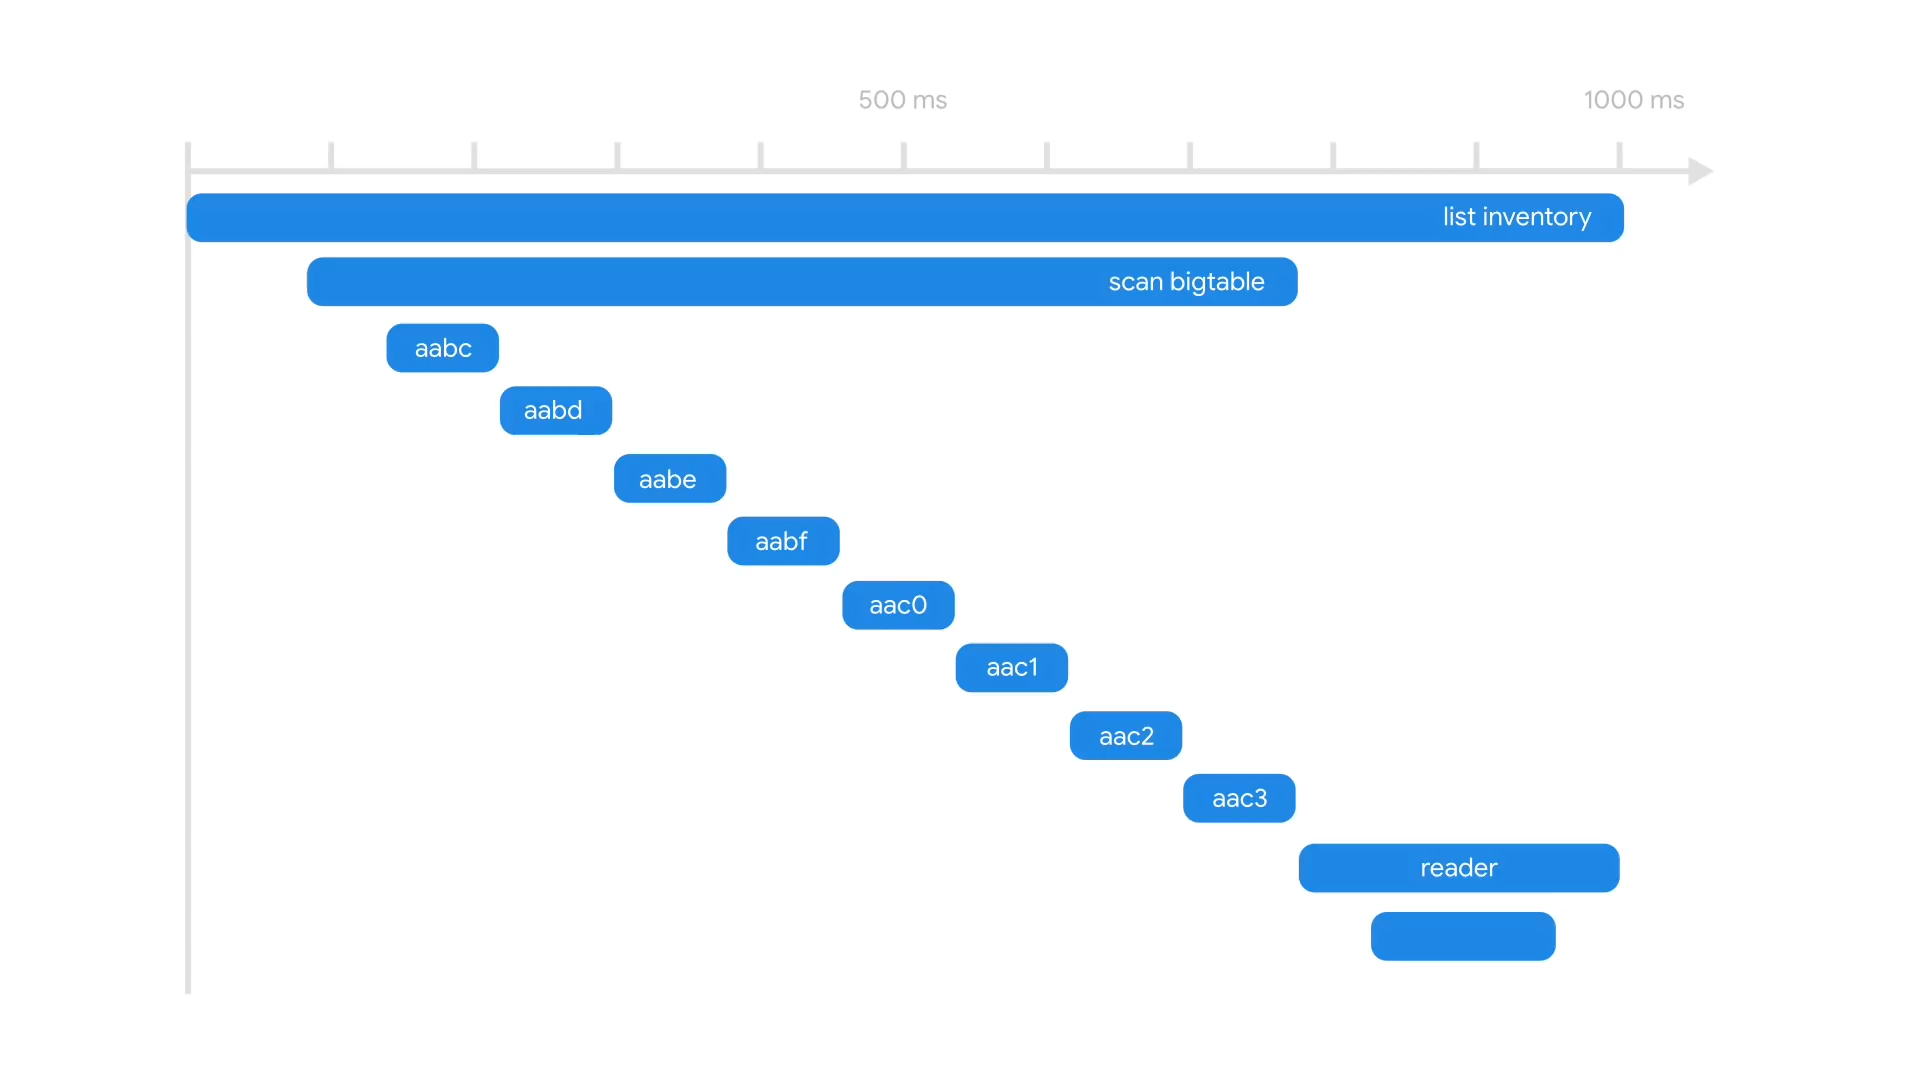 500 ms
1000 ms
list inventory
scan bigtable
aabc
aabd
aabe
aabf
aac0
aac1
aac2
aac3
reader